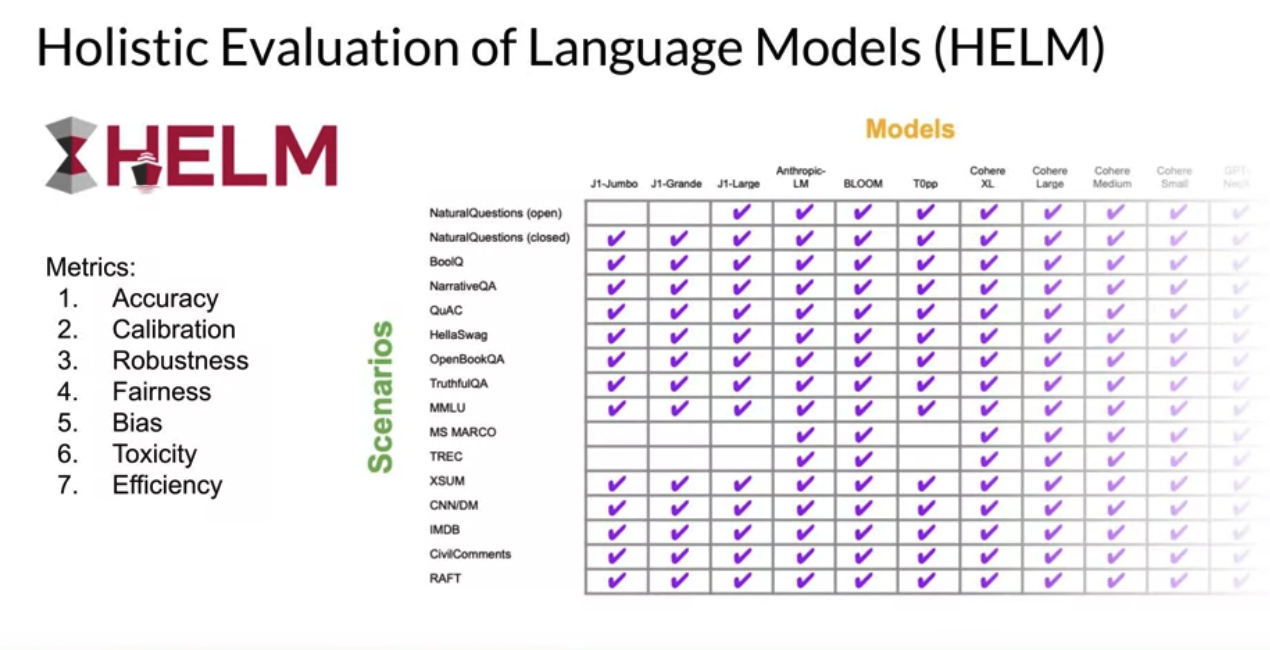 Holistic Evaluation of Language Models (HELM)
HELM
Metrics:
1. Accuracy
2. Calibration
3. Robustness
4. Fairness
5. Bias
6. Toxicity
7. Efficiency
Models
J1-Jumbo J1-Grande J1-Large Anthropic-LM BLOOM T0pp Cohere XL Cohere Large Cohere Medium Cohere Small GPT-NeoX
Scenarios
NaturalQuestions (open)
NaturalQuestions (closed)
BoolQ
NarrativeQA
QuAC
HellaSwag
OpenBookQA
TruthfulQA
MMLU
MS MARCO
TREC
XSUM
CNN/DM
IMDB
CivilComments
RAFT